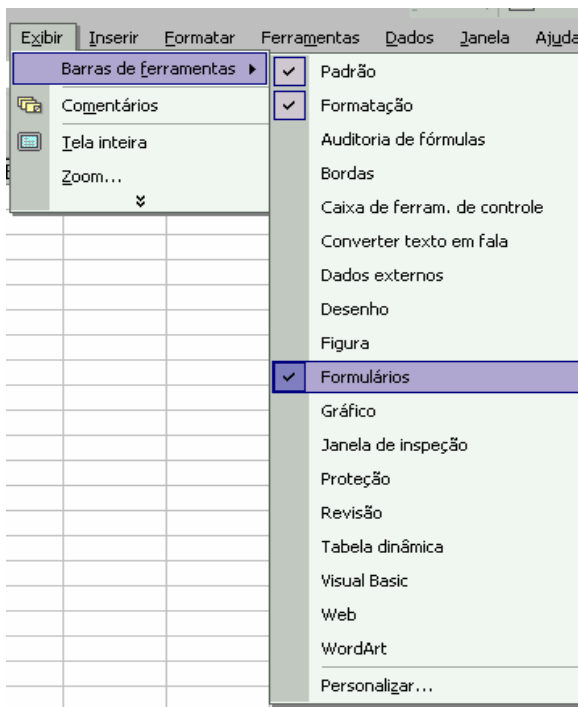 Exibir Inserir Formatar Ferramentas Dados Janela Ajuda
Barras de ferramentas
Comentários
Tela inteira
Zoom...
Padrão
Formatação
Auditoria de fórmulas
Bordas
Caixa de ferram. de controle
Converter texto em fala
Dados externos
Desenho
Figura
Formulários
Gráfico
Janela de inspeção
Proteção
Revisão
Tabela dinâmica
Visual Basic
Web
WordArt
Personalizar...